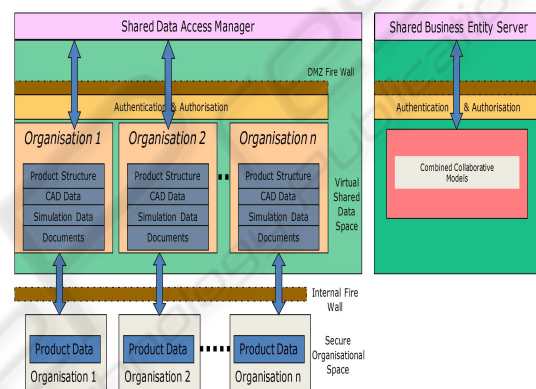 Shared Data Access Manager
Shared Business Entity Server
DMZ Fire Wall
Authentication & Authorisation
Authentication & Authorisation
Organisation 1
Organisation 2
Organisation n
Product Structure
CAD Data
Simulation Data
Documents
Product Structure
CAD Data
Simulation Data
Documents
Product Structure
CAD Data
Simulation Data
Documents
Virtual
Shared
Data
Space
Combined Collaborative
Models
Internal Fire
Wall
Product Data
Product Data
Product Data
Organisation 1
Organisation 2
Organisation n
Secure
Organisational
Space